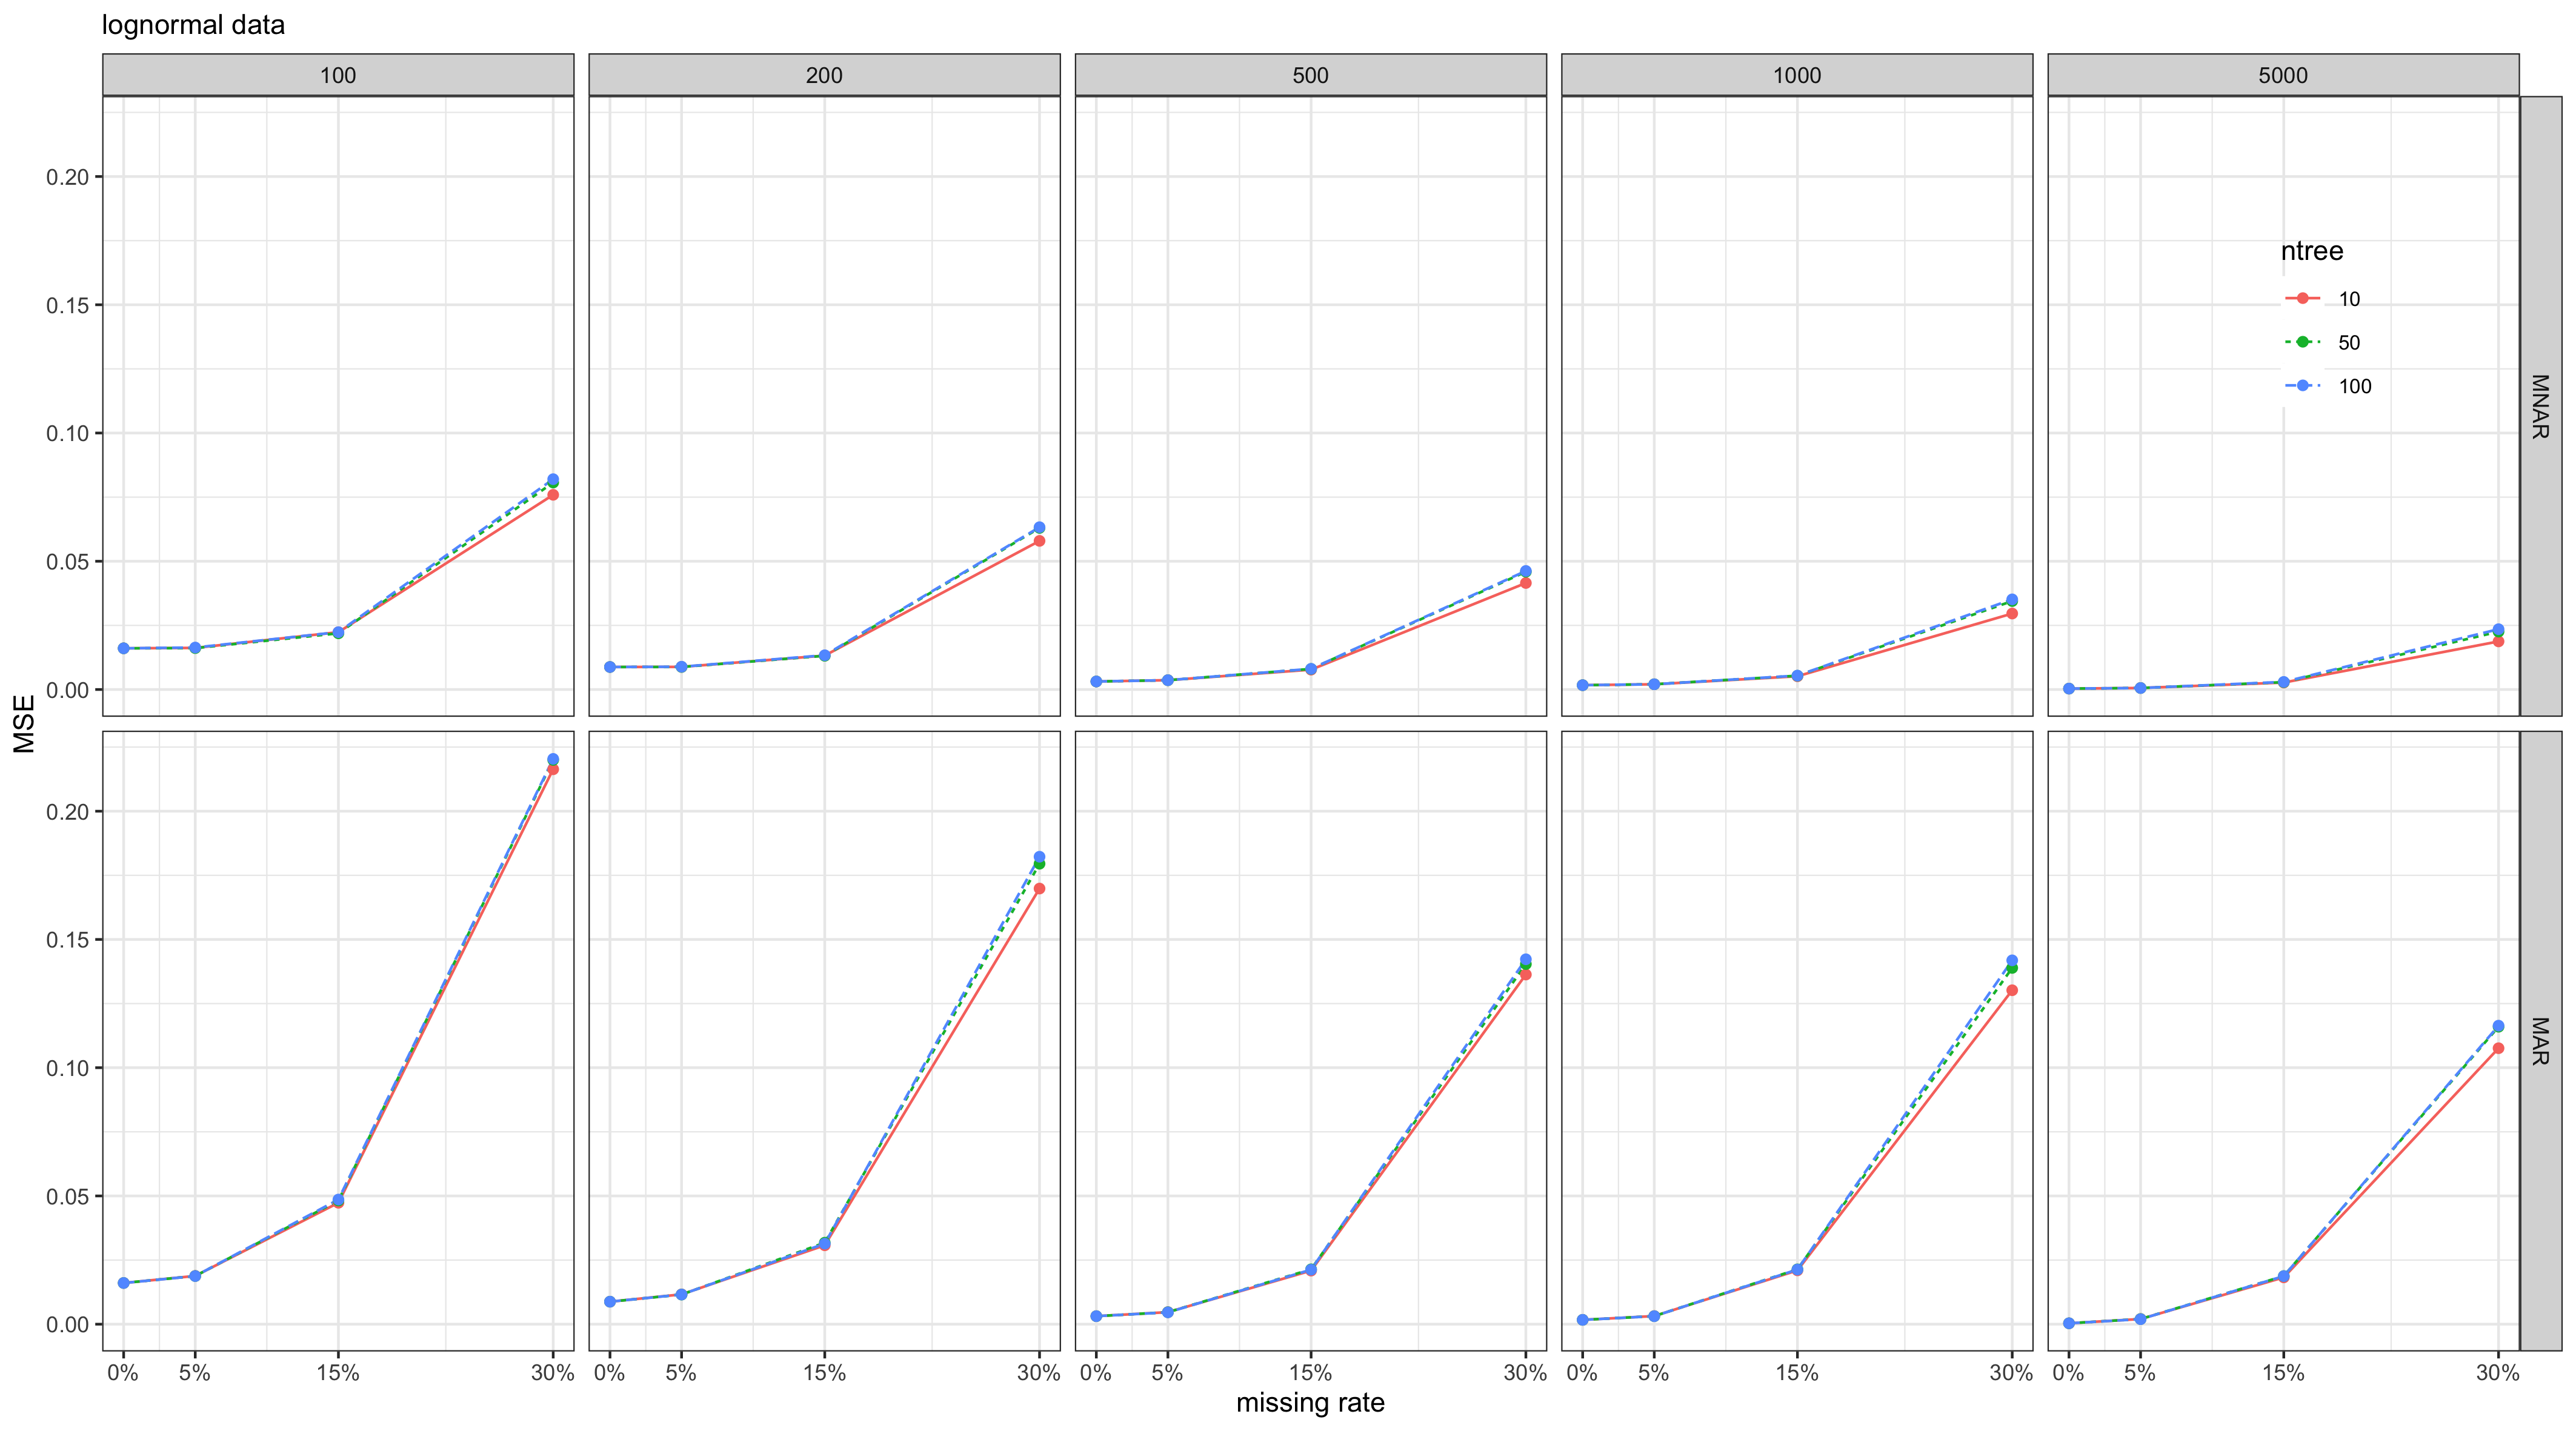 lognormal data
100 200 500 1000 5000
0.20
0.15
0.10
0.05
0.00
ntree
10
50
100
MNAR
MSE
0.20
0.15
0.10
0.05
0.00
MAR
0% 5% 15% 30% 0% 5% 15% 30% 0% 5% 15% 30% 0% 5% 15% 30% 0% 5% 15% 30%
missing rate